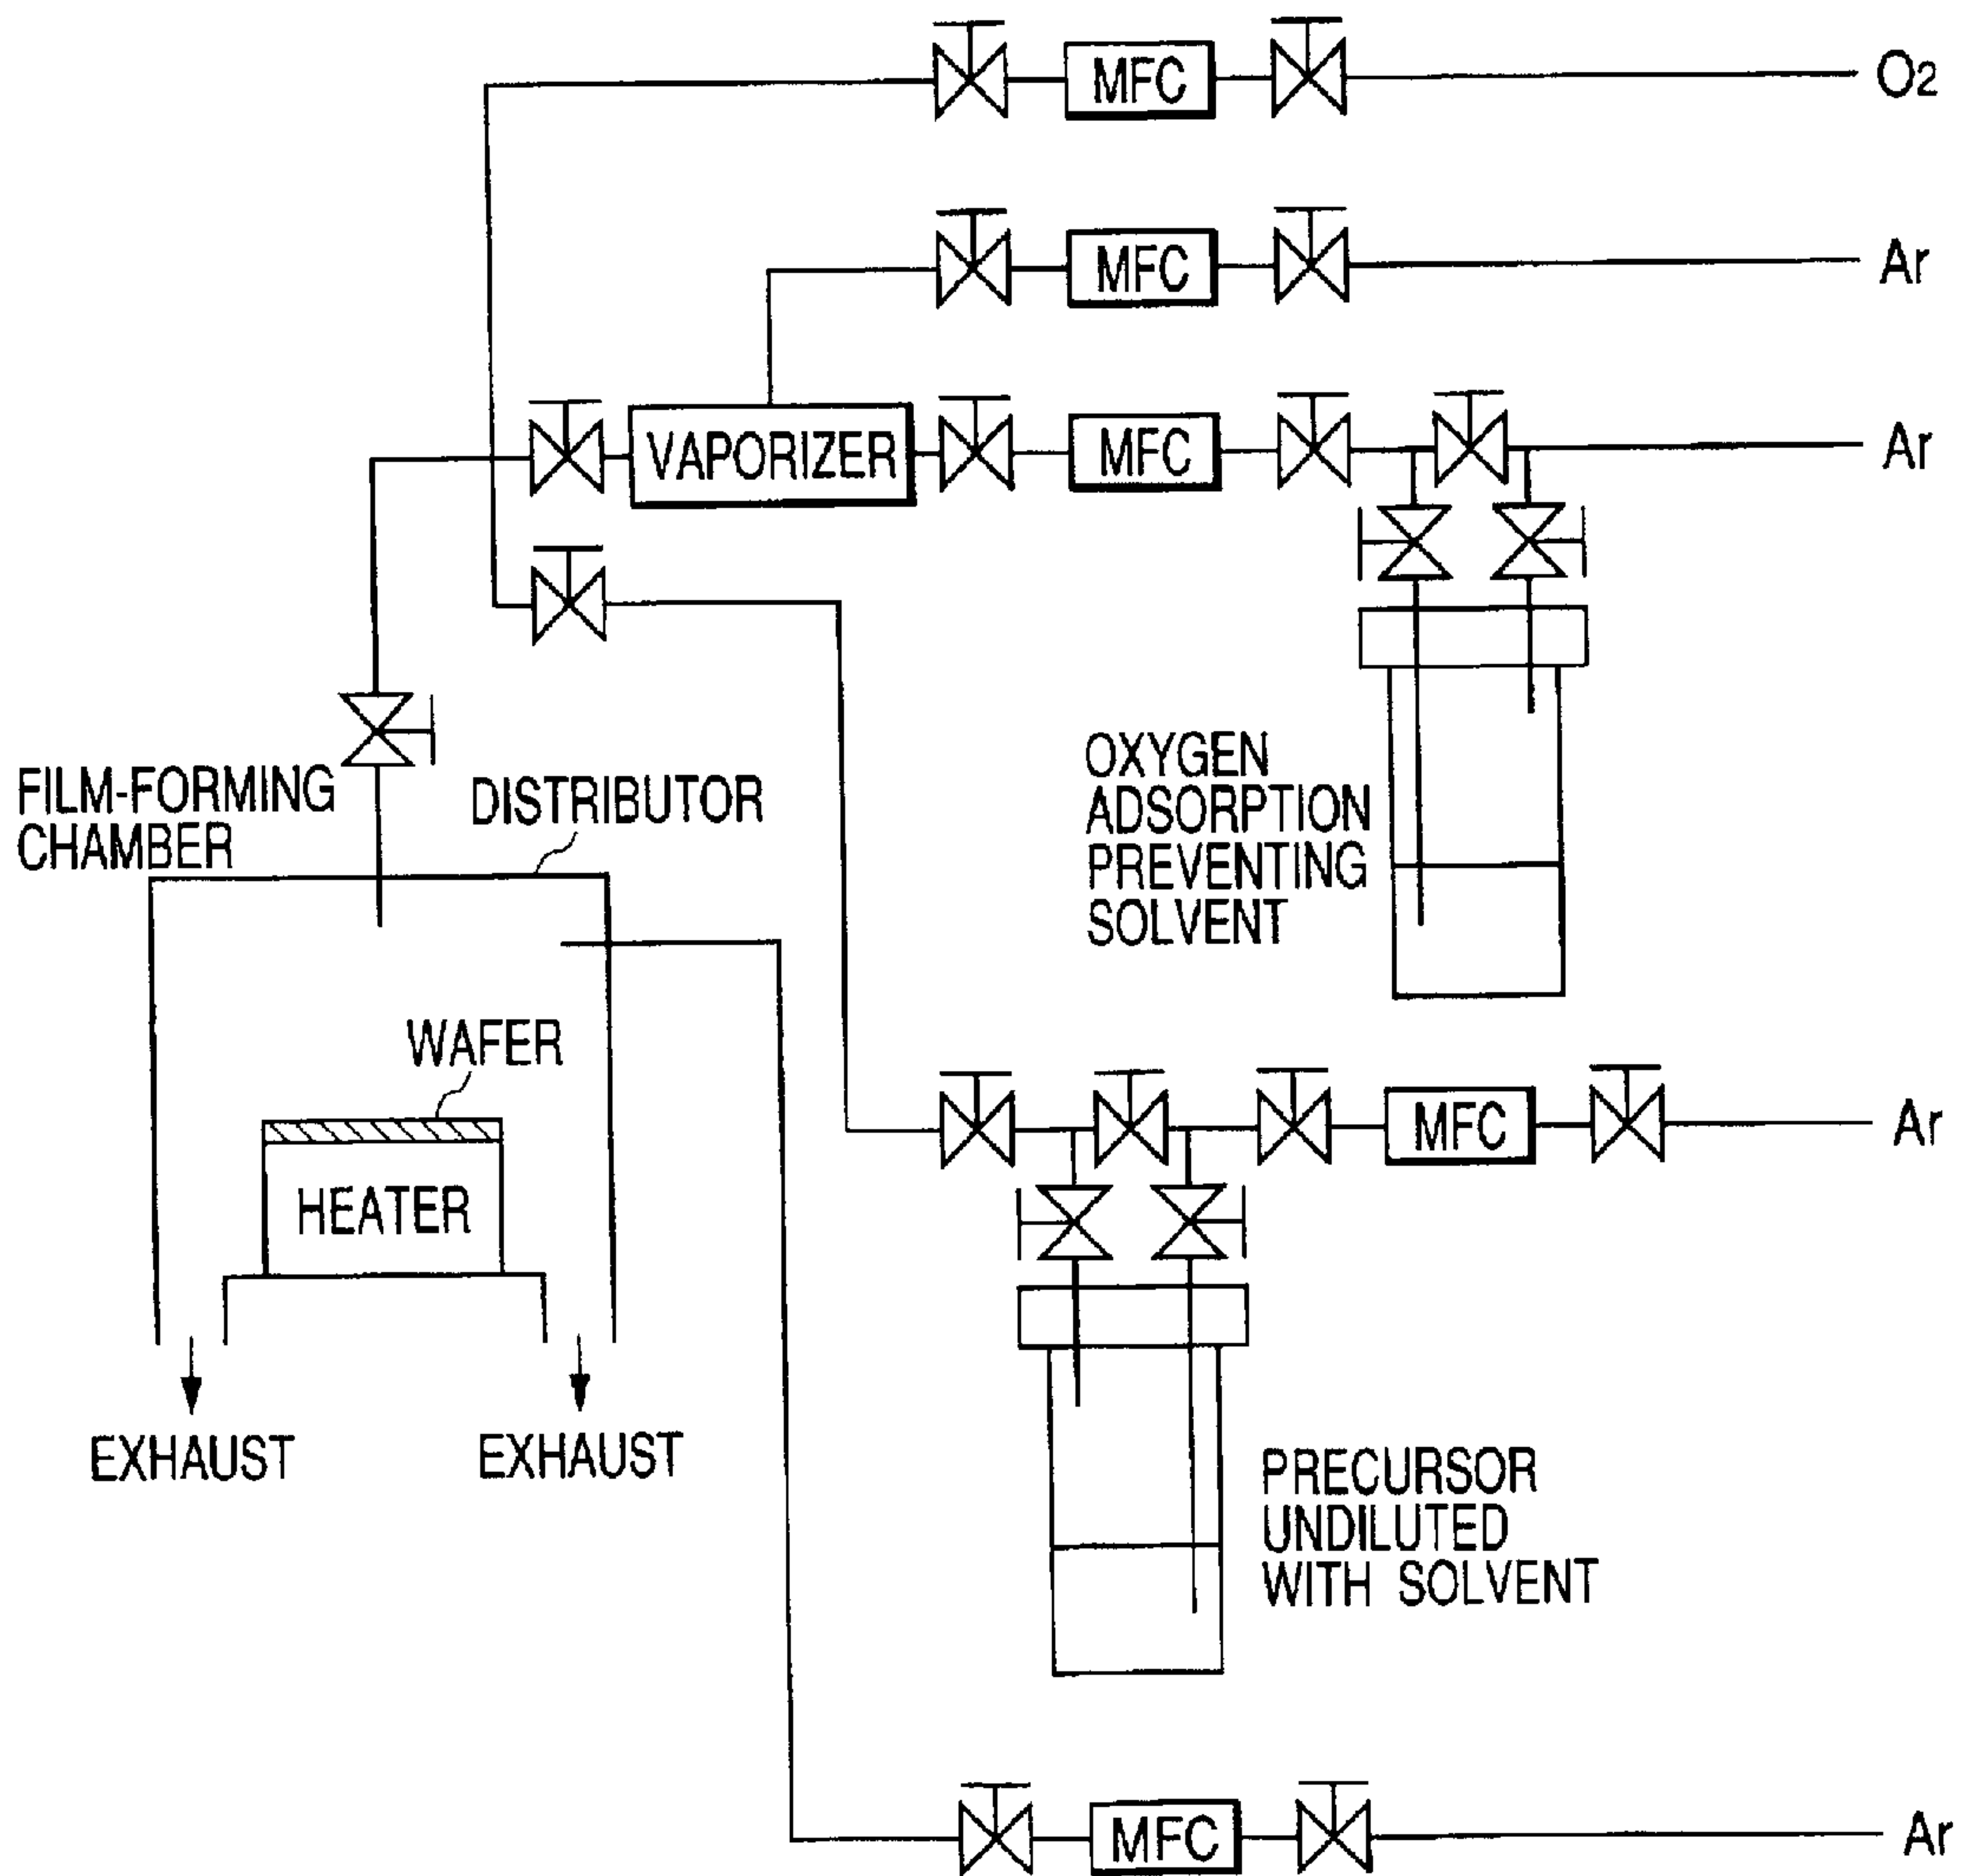 MFC
O2
MFC
Ar
VAPORIZER
MFC
Ar
OXYGEN
ADSORPTION
PREVENTING
SOLVENT
FILM-FORMING
CHAMBER
DISTRIBUTOR
WAFER
HEATER
EXHAUST
EXHAUST
MFC
Ar
PRECURSOR
UNDILUTED
WITH SOLVENT
MFC
Ar